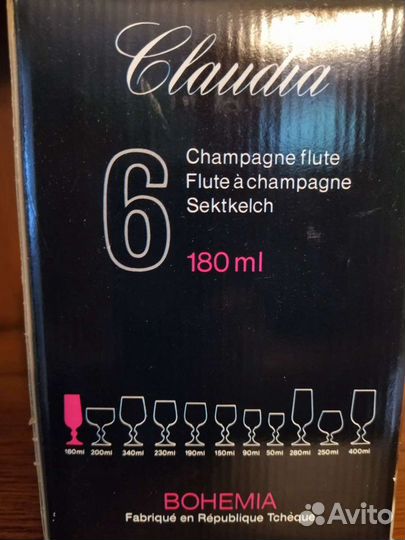 Claudia
6
Champagne flute
Flute à champagne
Sektkelch
180 ml
180ml 200ml 340ml 230ml 190ml 150ml 90ml 50ml 280ml 250ml 400ml
BOHEMIA
Fabriqué en République Tchèque
Avito